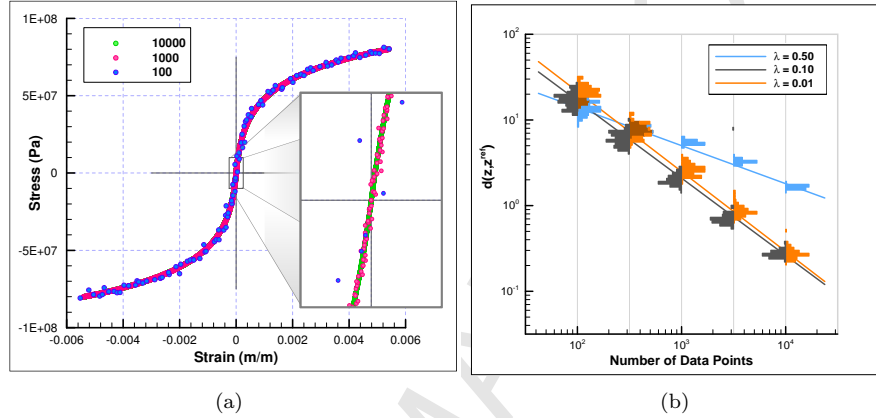 1E+08
5E+07
0
-5E+07
-1E+08
Stress (Pa)
10000
1000
100
-0.006
-0.004
-0.002
0
0.002
0.004
0.006
Strain (m/m)
(a)
10²
10¹
10⁰
10⁻¹
d(z,z^ref)
λ = 0.50
λ = 0.10
λ = 0.01
10²
10³
10⁴
Number of Data Points
(b)